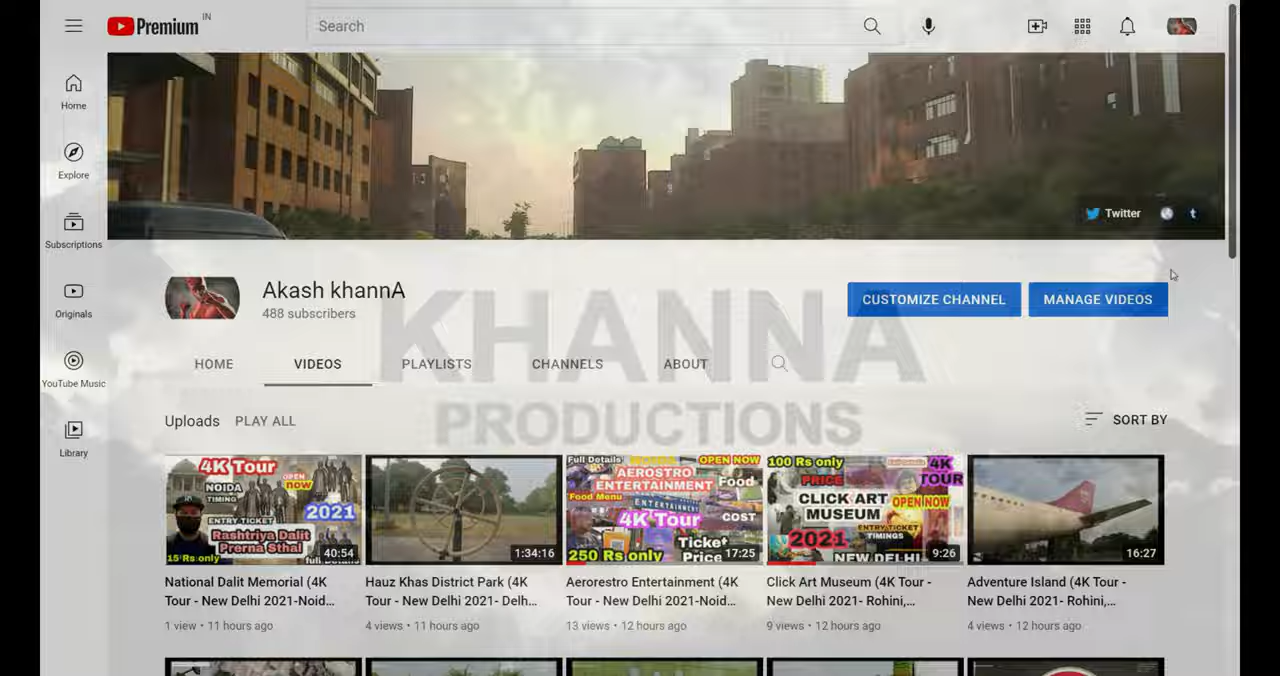 Premium IN
Search
Home
Explore
Subscriptions
Originals
YouTube Music
Library
Twitter
Akash khannA
488 subscribers
CUSTOMIZE CHANNEL
MANAGE VIDEOS
KHANNA
PRODUCTIONS
HOME
VIDEOS
PLAYLISTS
CHANNELS
ABOUT
Uploads
PLAY ALL
SORT BY
4K Tour
OPEN
NOW
NOIDA
TIMING
ENTRY TICKET
2021
Rashtriya Dalit
Prerna Sthal
15 Rs only
full Details
40:54
1:34:16
Full Details
OPEN NOW
AEROSTRO
ENTERTAINMENT
Food
Food Menu
ENTERTAINMENT
4K Tour
COST
Ticket
Price
250 Rs only
17:25
100 Rs only
4K
TOUR
PRICE
CLICK ART
MUSEUM
OPEN NOW
ENTRY TICKET
TIMINGS
2021
NEW DELHI
9:26
16:27
National Dalit Memorial (4K
Tour - New Delhi 2021-Noid...
1 view • 11 hours ago
Hauz Khas District Park (4K
Tour - New Delhi 2021- Delh...
4 views • 11 hours ago
Aerorestro Entertainment (4K
Tour - New Delhi 2021-Noid...
13 views • 12 hours ago
Click Art Museum (4K Tour -
New Delhi 2021- Rohini,...
9 views • 12 hours ago
Adventure Island (4K Tour -
New Delhi 2021- Rohini,...
4 views • 12 hours ago